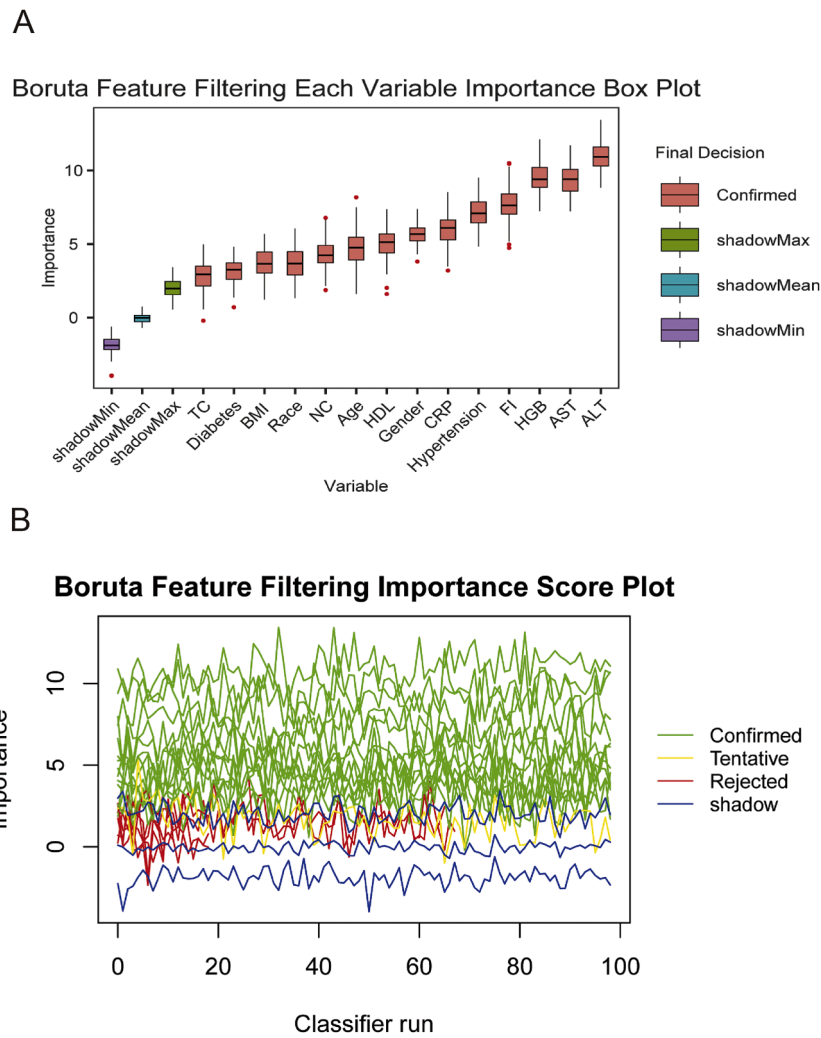 A
Boruta Feature Filtering Each Variable Importance Box Plot
Importance
10
5
0
shadowMin
shadowMean
shadowMax
TC
Diabetes
BMI
Race
NC
Age
HDL
Gender
CRP
Hypertension
FI
HGB
AST
ALT
Variable
Final Decision
Confirmed
shadowMax
shadowMean
shadowMin
B
Boruta Feature Filtering Importance Score Plot
Importance
10
5
0
0 20 40 60 80 100
Classifier run
Confirmed
Tentative
Rejected
shadow